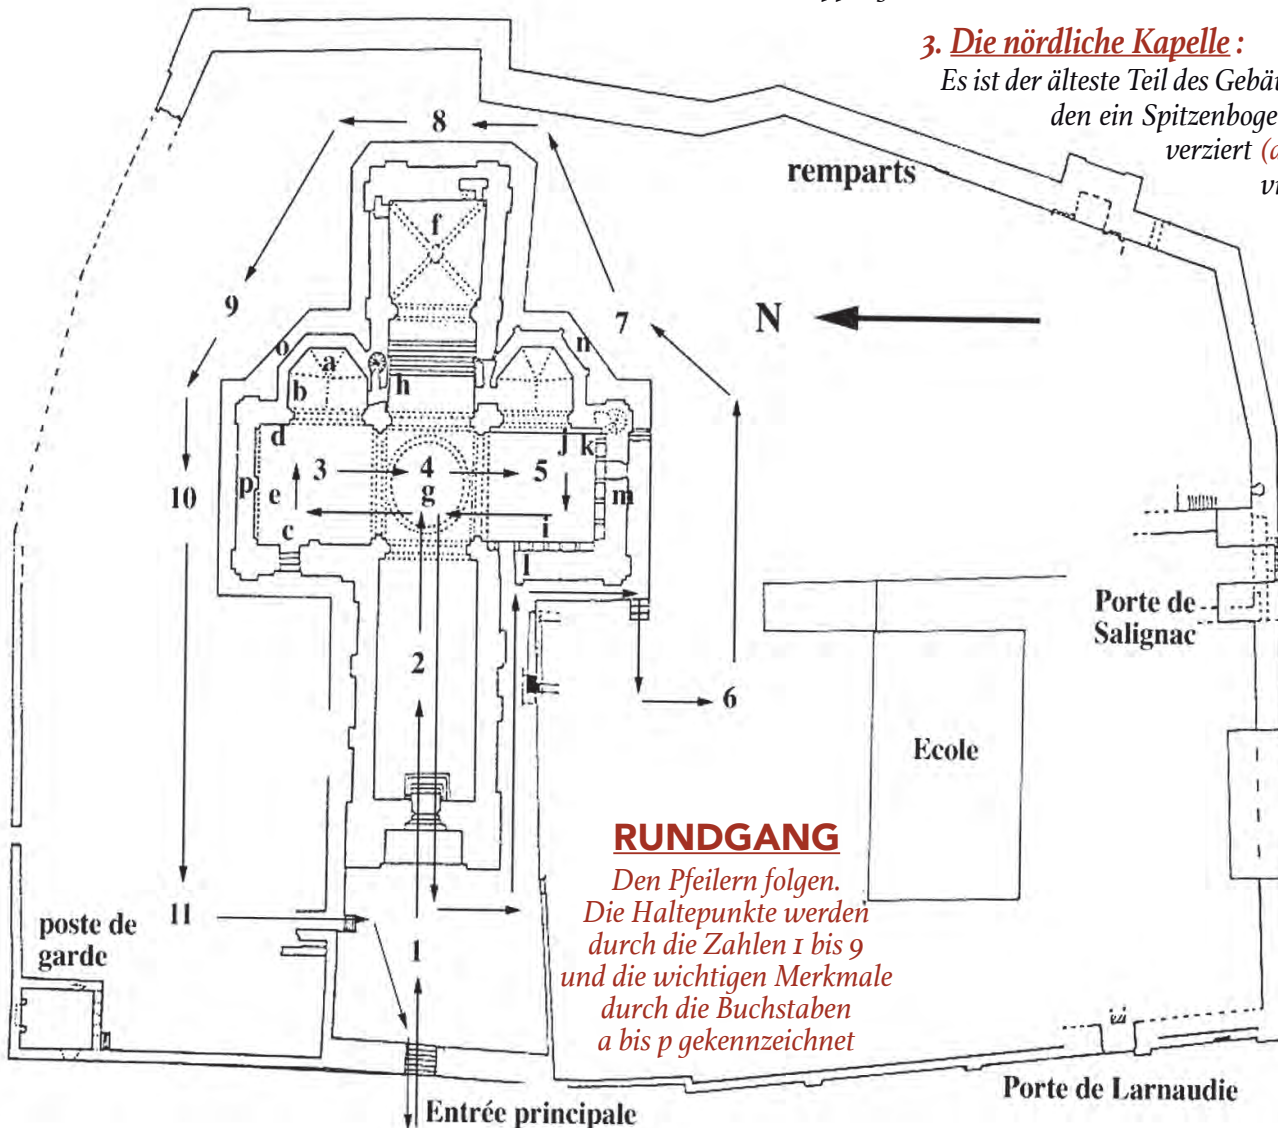 3. Die nördliche Kapelle :
Es ist der älteste Teil des
den ein
verziert
8
remparts
f
9
7
N
o
n
a
b
h
d
j
k
3
4
5
10
p
e
g
m
c
i
l
Porte de
Salignac
2
6
Ecole
RUNDGANG
Den Pfeilern folgen.
Die Haltepunkte werden
durch die Zahlen 1 bis 9
und die wichtigen Merkmale
durch die Buchstaben
a bis p gekennzeichnet
11
poste de
garde
1
Porte de Larnaudie
Entrée principale